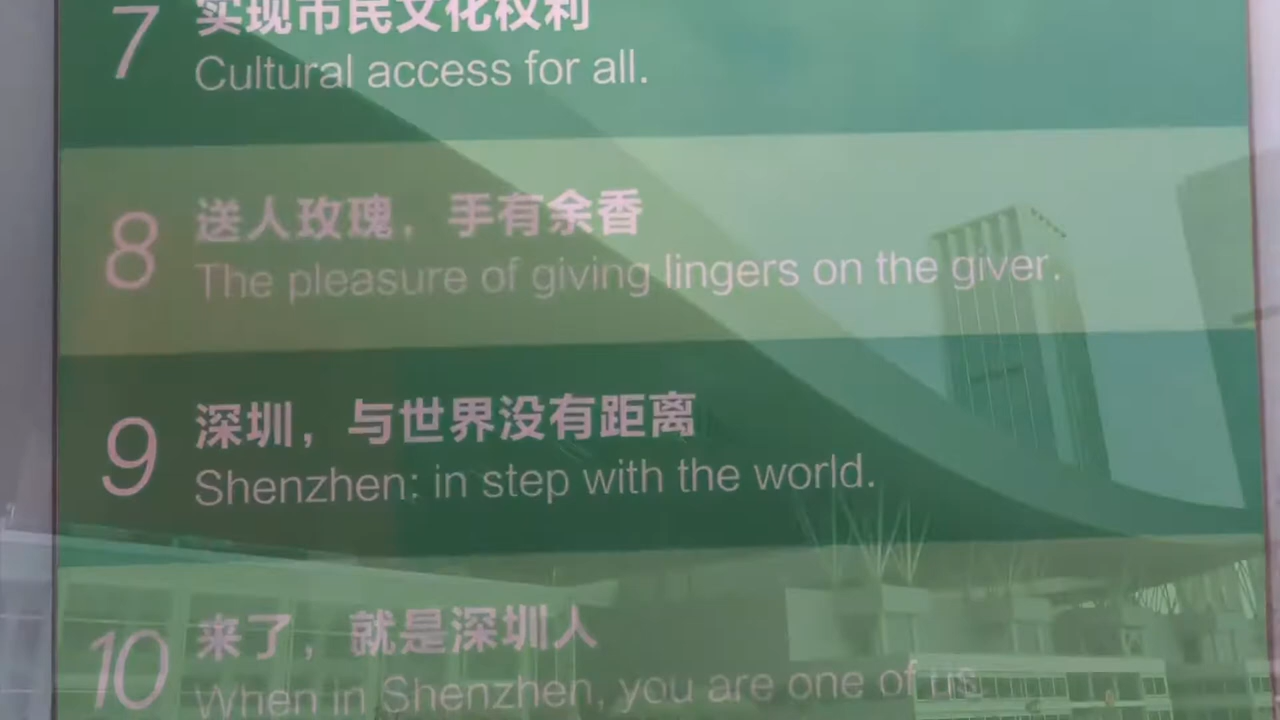 7
实现市民文化权利
Cultural access for all.
8
送人玫瑰，手有余香
The pleasure of giving lingers on the giver.
9
深圳，与世界没有距离
Shenzhen: in step with the world.
10
来了，就是深圳人
When in Shenzhen, you are one of us